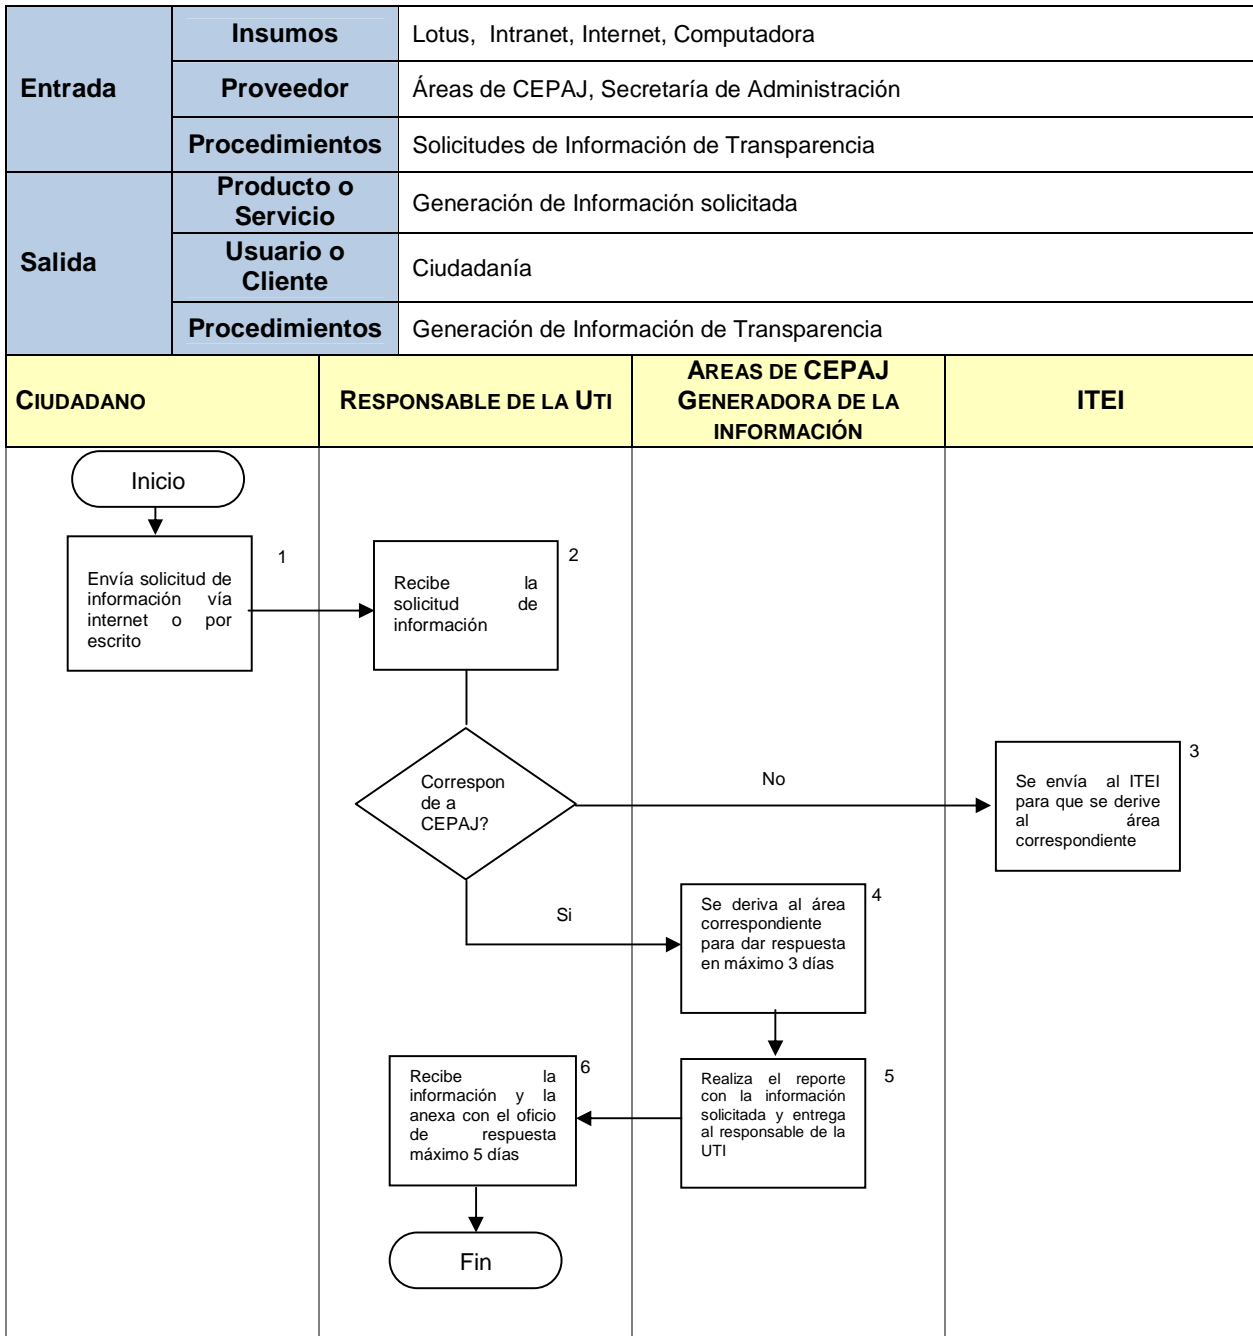 Entrada
Insumos
Lotus, Intranet, Internet, Computadora
Proveedor
Áreas de CEPAJ, Secretaría de Administración
Procedimientos
Solicitudes de Información de Transparencia
Salida
Producto o
Servicio
Generación de Información solicitada
Usuario o
Cliente
Ciudadanía
Procedimientos
Generación de Información de Transparencia
CIUDADANO
RESPONSABLE DE LA UTI
AREAS DE CEPAJ
GENERADORA DE LA
INFORMACIÓN
ITEI
Inicio
1
Envía solicitud de
información vía
internet o por
escrito
2
Recibe la
solicitud de
información
Correspon
de a
CEPAJ?
No
3
Se envía al ITEI
para que se derive
al área
correspondiente
Si
4
Se deriva al área
correspondiente
para dar respuesta
en máximo 3 días
5
Realiza el reporte
con la información
solicitada y entrega
al responsable de la
UTI
6
Recibe la
información y la
anexa con el oficio
de respuesta
máximo 5 días
Fin